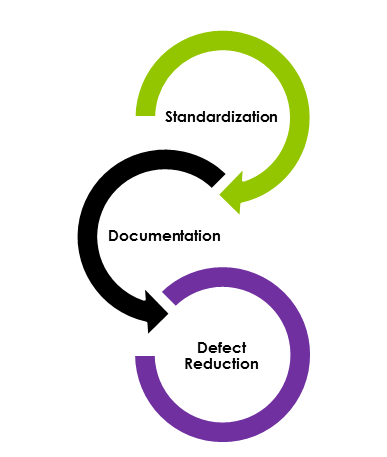 Standardization
Documentation
Defect
Reduction